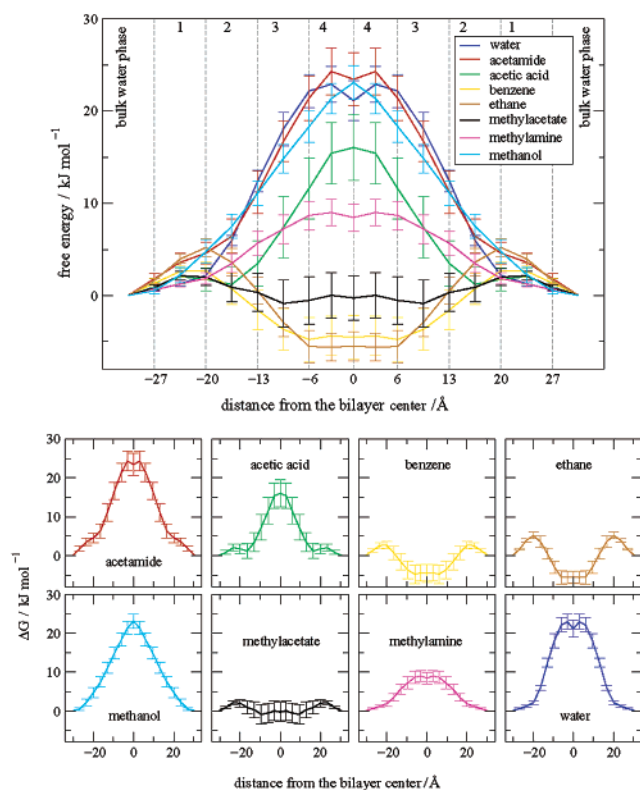 30
20
10
0
free energy / kJ mol⁻¹
bulk water phase
1 2 3 4 4 3 2 1
bulk water phase
water
acetamide
acetic acid
benzene
ethane
methylacetate
methylamine
methanol
−27 −20 −13 −6 0 6 13 20 27
distance from the bilayer center /Å
30
20
10
0
acetamide
acetic acid
benzene
ethane
ΔG / kJ mol⁻¹
30
20
10
0
methanol
methylacetate
methylamine
water
−20 0 20 −20 0 20 −20 0 20 −20 0 20
distance from the bilayer center/Å